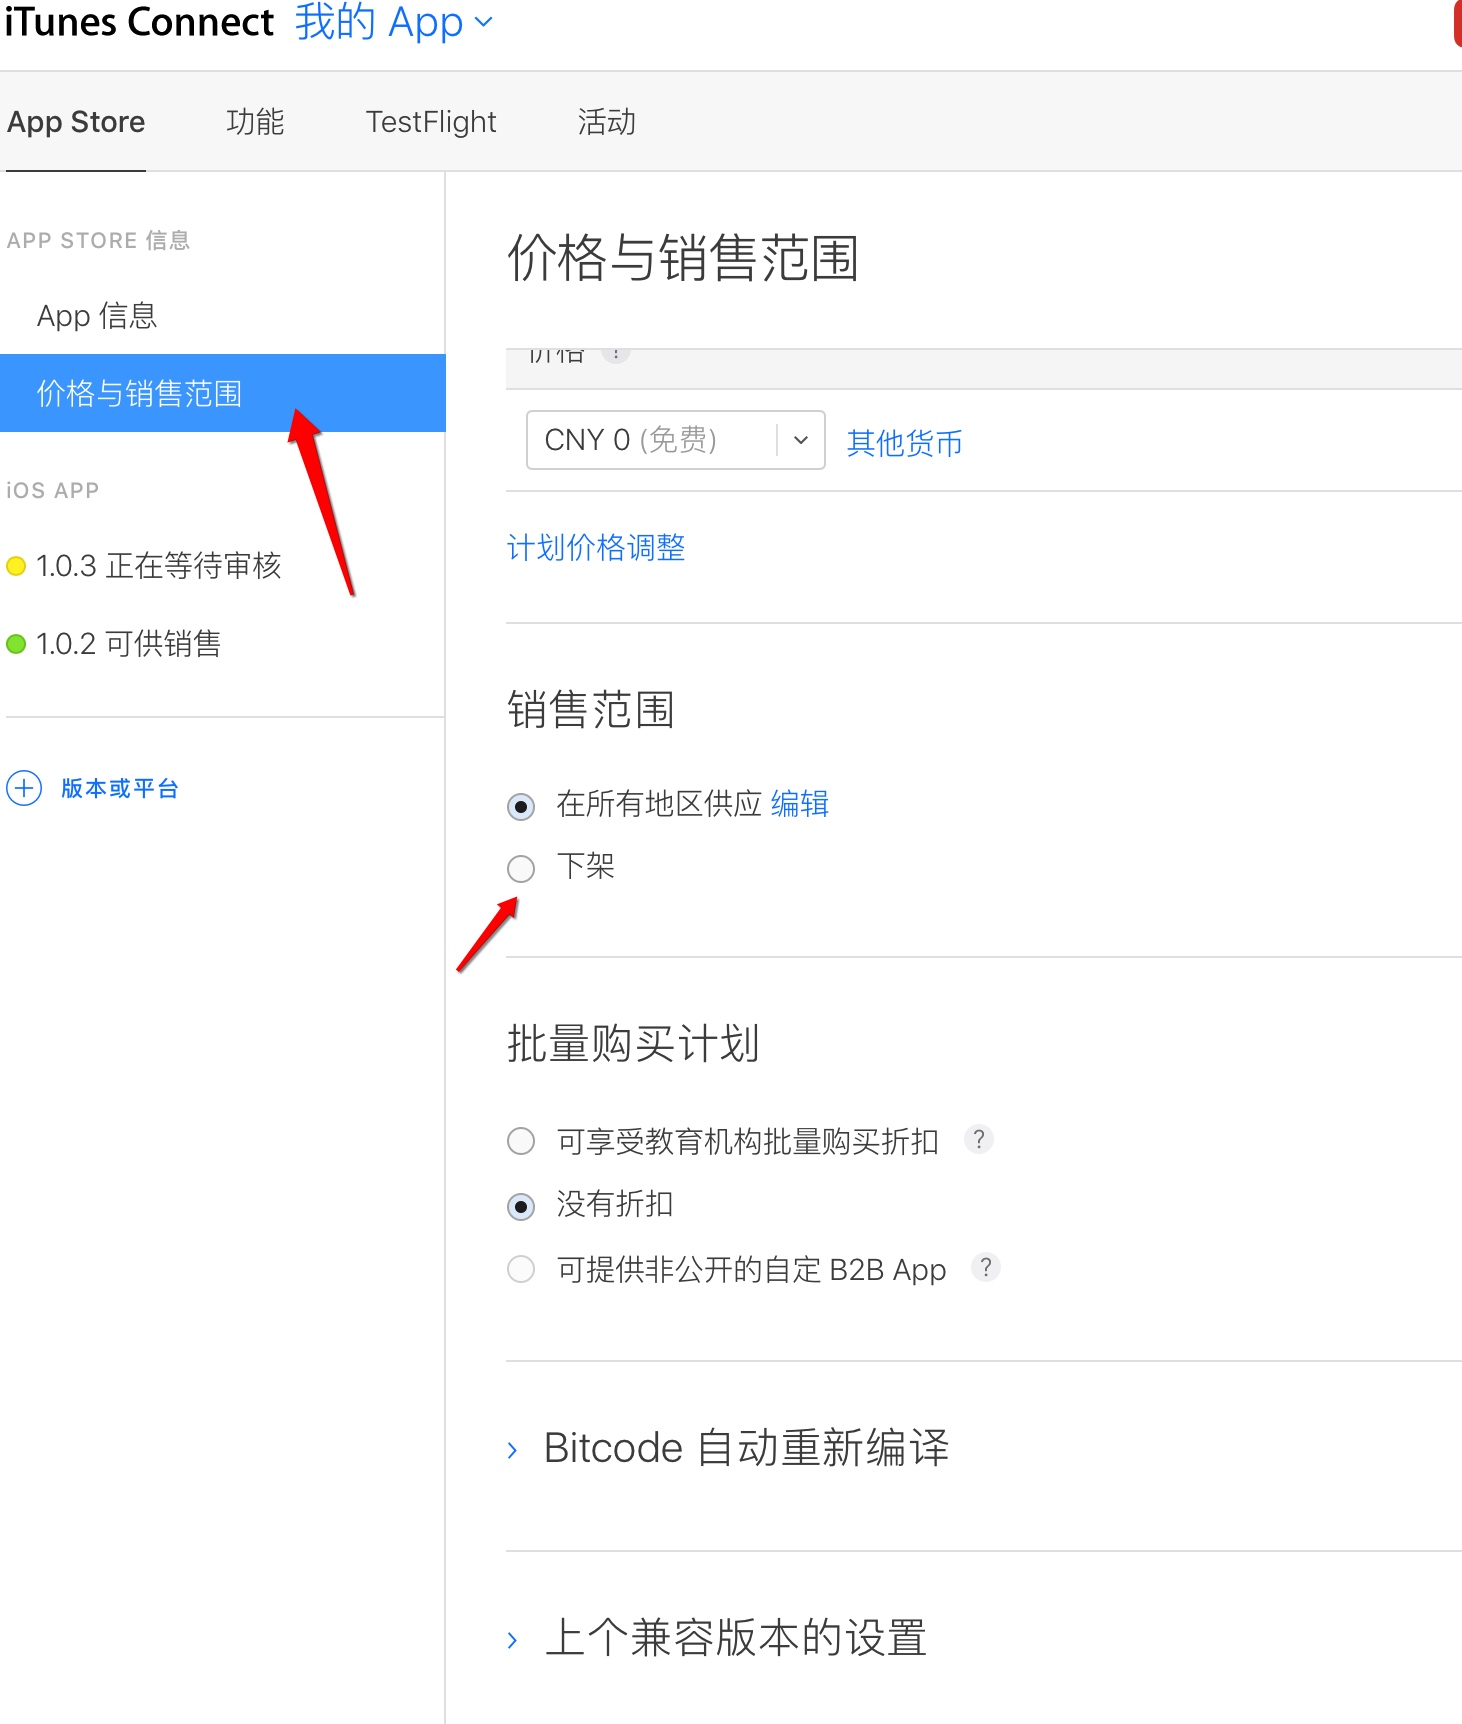 iTunes Connect 我的 App
App Store 功能 TestFlight 活动
APP STORE 信息
App 信息
价格与销售范围
iOS APP
1.0.3 正在等待审核
1.0.2 可供销售
版本或平台
价格与销售范围
价格 ?
CNY 0 (免费) 其他货币
计划价格调整
销售范围
在所有地区供应 编辑
下架
批量购买计划
可享受教育机构批量购买折扣 ?
没有折扣
可提供非公开的自定 B2B App ?
Bitcode 自动重新编译
上个兼容版本的设置